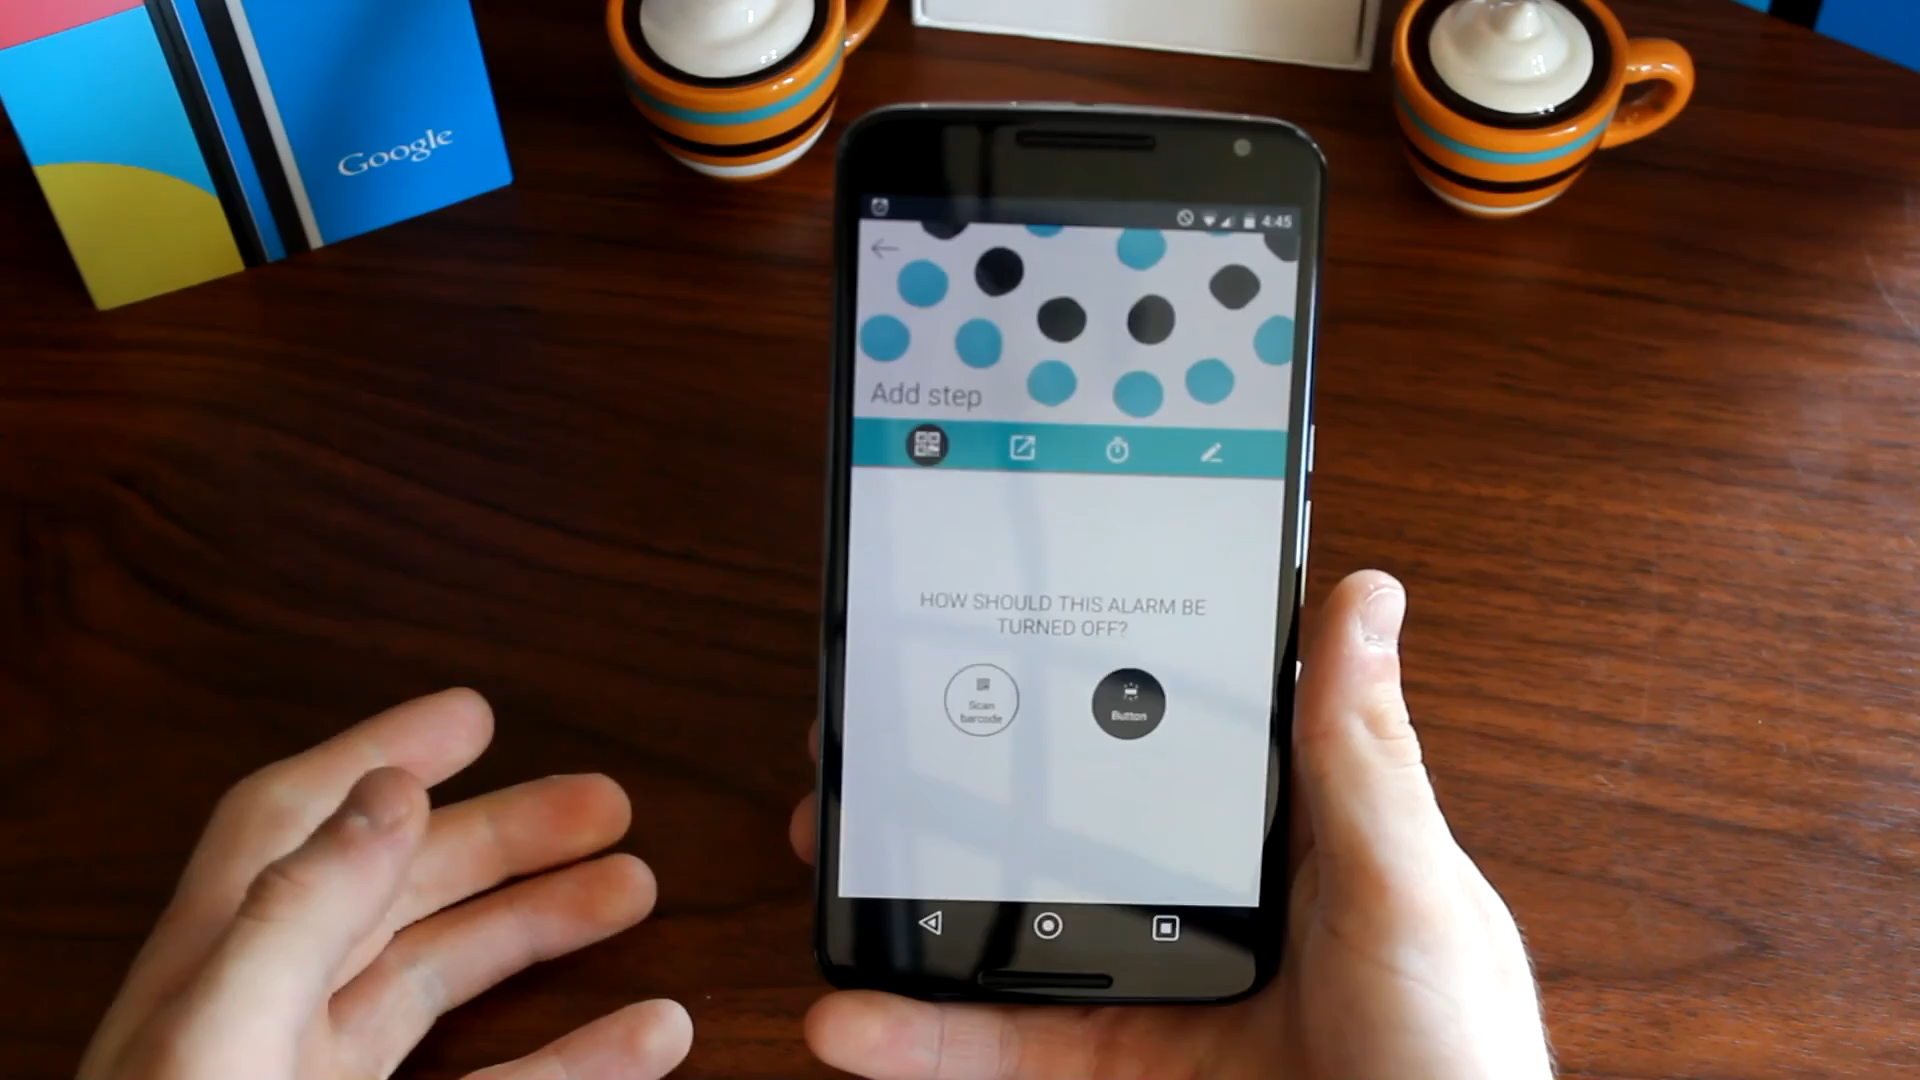 Google
4:45
Add step
HOW SHOULD THIS ALARM BE
TURNED OFF?
Scan
barcode
Button